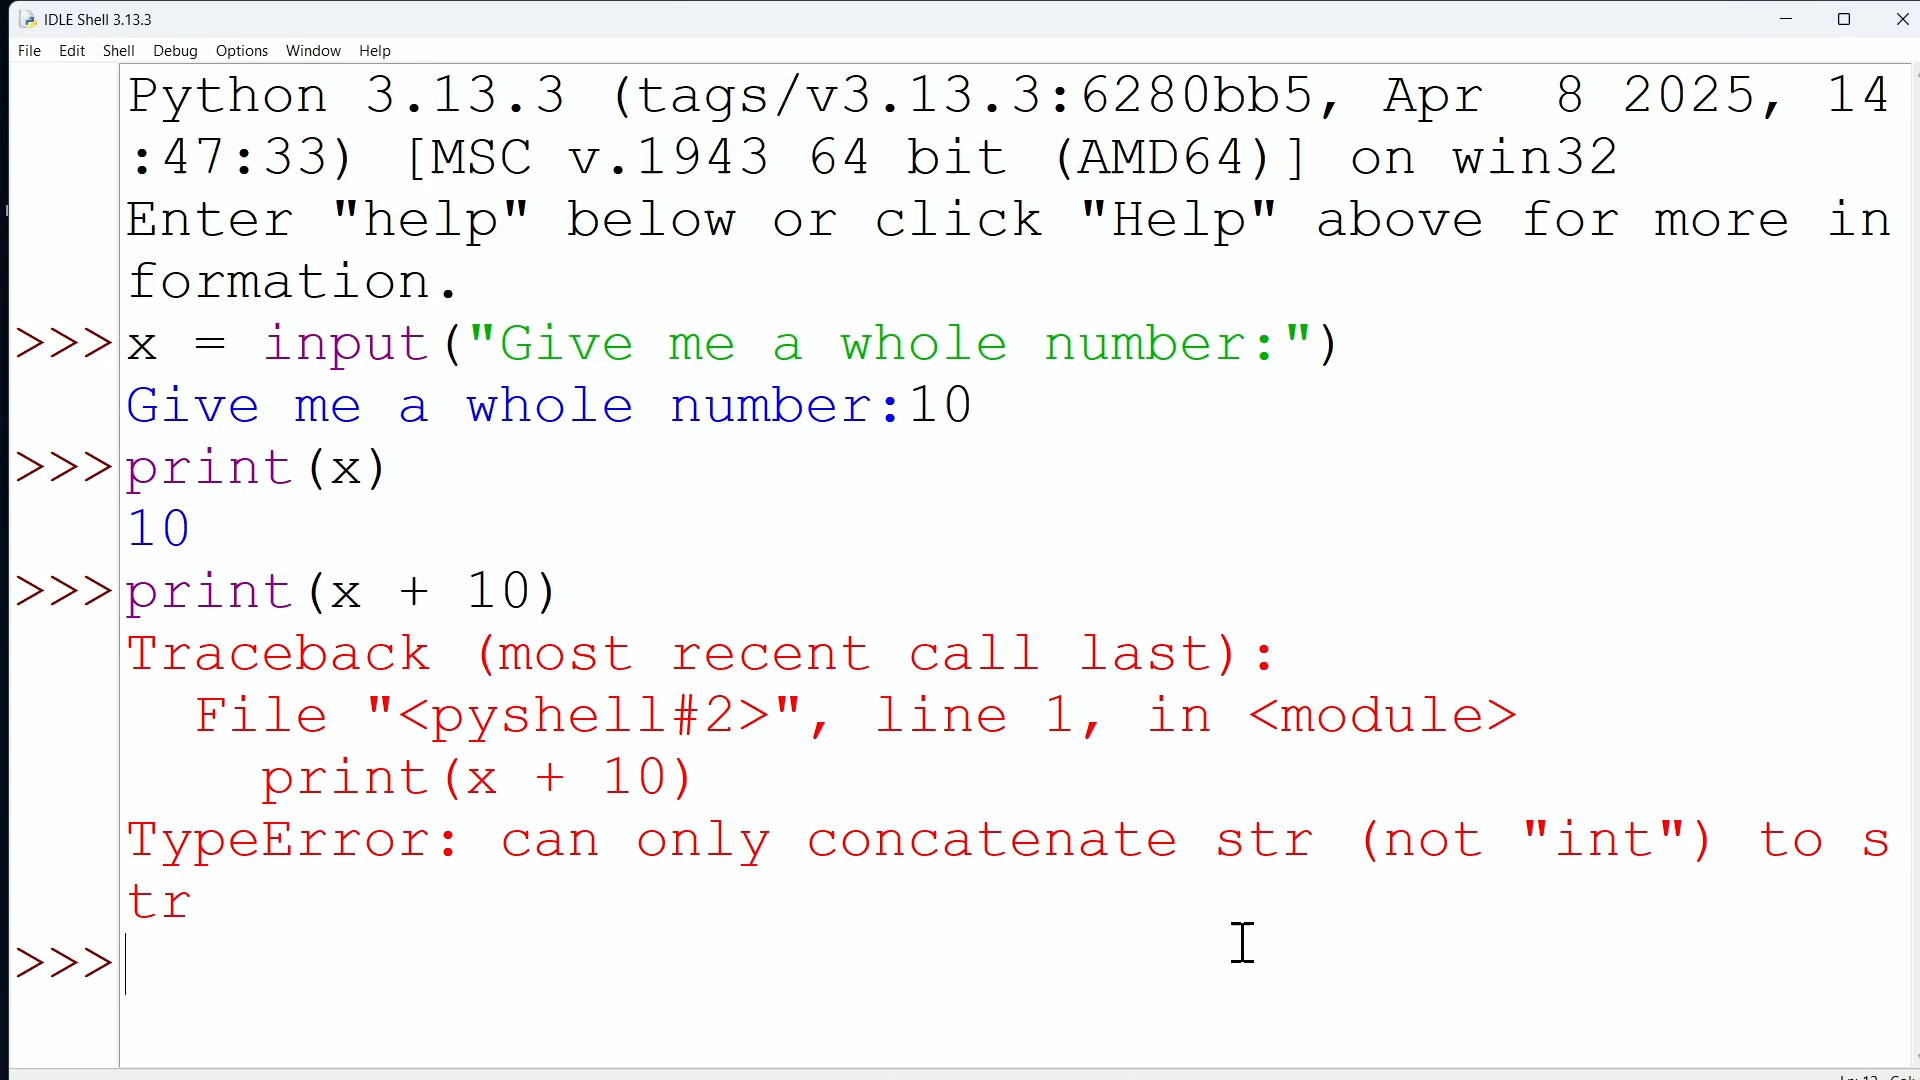 IDLE Shell 3.13.3
File Edit Shell Debug Options Window Help
Python 3.13.3 (tags/v3.13.3:6280bb5, Apr  8 2025, 14
:47:33) [MSC v.1943 64 bit (AMD64)] on win32
Enter "help" below or click "Help" above for more in
formation.
>>> x = input("Give me a whole number:")
Give me a whole number:10
>>> print(x)
10
>>> print(x + 10)
Traceback (most recent call last):
  File "<pyshell#2>", line 1, in <module>
    print(x + 10)
TypeError: can only concatenate str (not "int") to s
tr
>>>